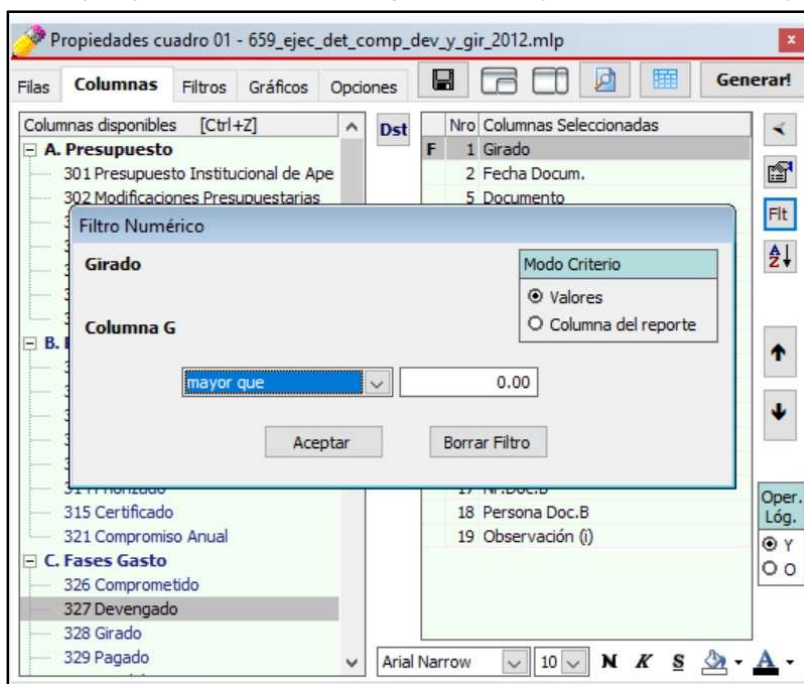 Propiedades cuadro 01 - 659_ejec_det_comp_dev_y_gir_2012.mlp
Filas Columnas Filtros Gráficos Opciones Generar!
Columnas disponibles [Ctrl+Z]
A. Presupuesto
301 Presupuesto Institucional de Ape
302 Modificaciones Presupuestarias
Dst
Nro Columnas Seleccionadas
F 1 Girado
2 Fecha Docum.
5 Documento
Flt
Filtro Numérico
Girado
Modo Criterio
Valores
Columna del reporte
Columna G
mayor que 0.00
Aceptar Borrar Filtro
B.
315 Certificado
321 Compromiso Anual
C. Fases Gasto
326 Comprometido
327 Devengado
328 Girado
329 Pagado
17 Nr.Doc.B
18 Persona Doc.B
19 Observación (i)
Oper.
Lóg.
Y
O
Arial Narrow 10 N K S A